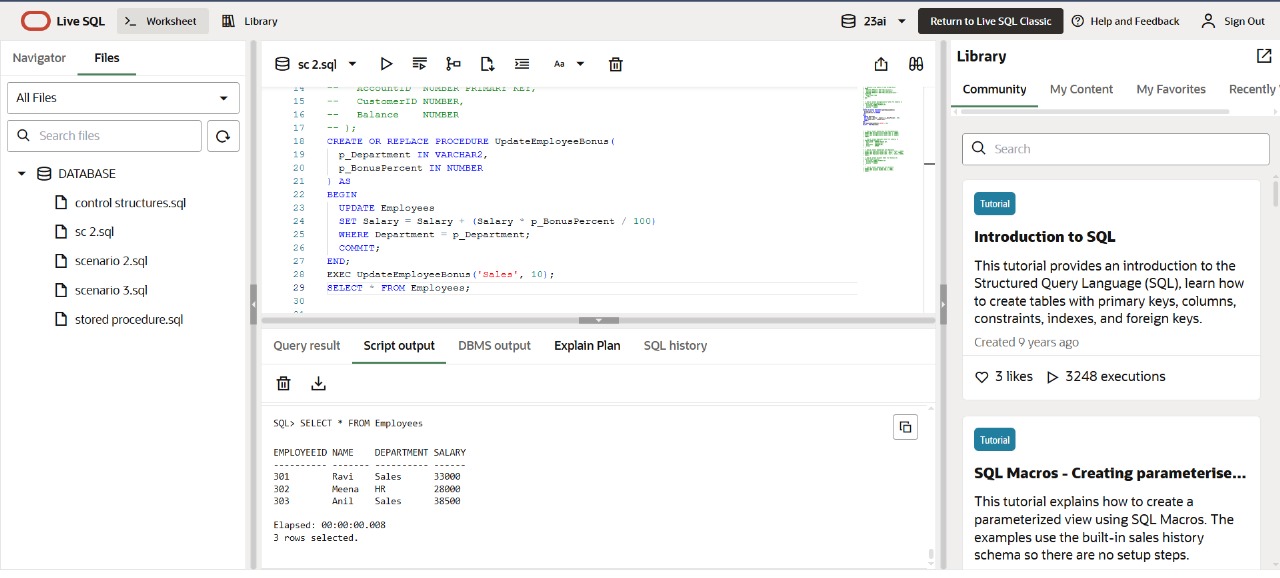 Live SQL
Worksheet
Library
23ai
Return to Live SQL Classic
Help and Feedback
Sign Out
Navigator
Files
All Files
Search files
DATABASE
control structures.sql
sc 2.sql
scenario 2.sql
scenario 3.sql
stored procedure.sql
sc 2.sql
Aa
14 -- AccountID NUMBER PRIMARY KEY,
15 -- CustomerID NUMBER,
16 -- Balance NUMBER
17 -- );
18 CREATE OR REPLACE PROCEDURE UpdateEmployeeBonus(
19 p_Department IN VARCHAR2,
20 p_BonusPercent IN NUMBER
21 ) AS
22 BEGIN
23 UPDATE Employees
24 SET Salary = Salary + (Salary * p_BonusPercent / 100)
25 WHERE Department = p_Department;
26 COMMIT;
27 END;
28 EXEC UpdateEmployeeBonus('Sales', 10);
29 SELECT * FROM Employees;
30
Query result
Script output
DBMS output
Explain Plan
SQL history
SQL> SELECT * FROM Employees
EMPLOYEEID NAME DEPARTMENT SALARY
---------- ------- ---------- ------
301 Ravi Sales 33000
302 Meena HR 28000
303 Anil Sales 38500
Elapsed: 00:00:00.008
3 rows selected.
Library
Community
My Content
My Favorites
Recently
Search
Tutorial
Introduction to SQL
This tutorial provides an introduction to the
Structured Query Language (SQL), learn how
to create tables with primary keys, columns,
constraints, indexes, and foreign keys.
Created 9 years ago
3 likes
3248 executions
Tutorial
SQL Macros - Creating parameterise...
This tutorial explains how to create a
parameterized view using SQL Macros. The
examples use the built-in sales history
schema so there are no setup steps.